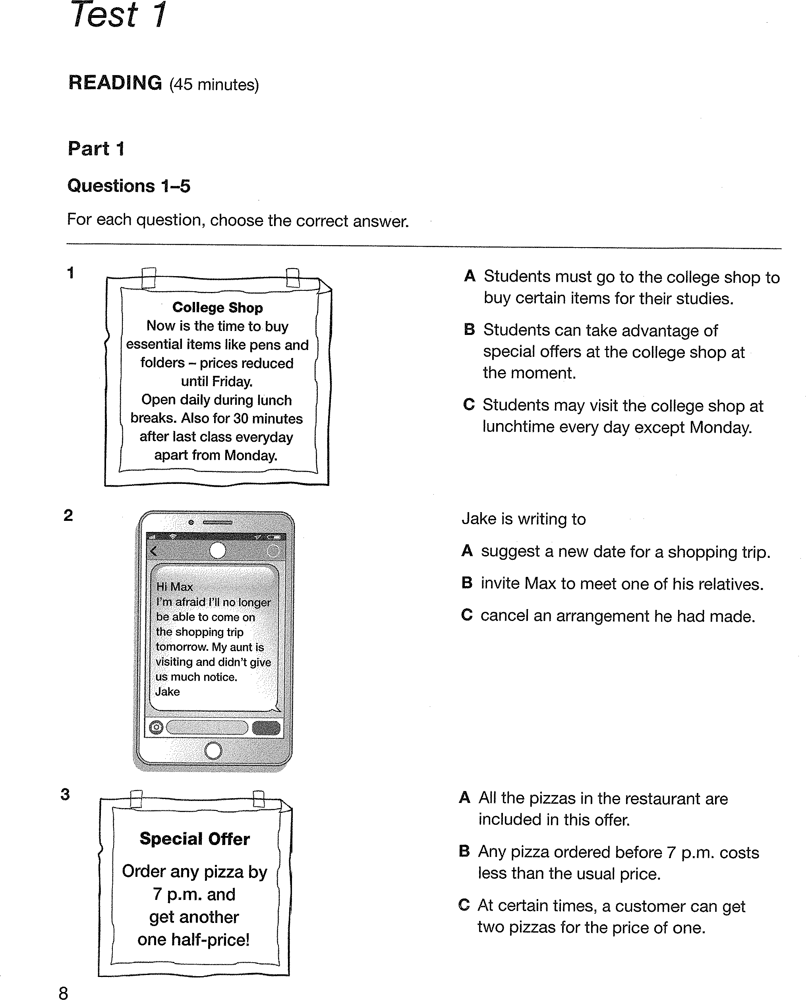 Test 1
READING (45 minutes)
Part 1
Questions 1–5
For each question, choose the correct answer.
1
College Shop
Now is the time to buy
essential items like pens and
folders – prices reduced
until Friday.
Open daily during lunch
breaks. Also for 30 minutes
after last class everyday
apart from Monday.
A Students must go to the college shop to
buy certain items for their studies.
B Students can take advantage of
special offers at the college shop at
the moment.
C Students may visit the college shop at
lunchtime every day except Monday.
2
Hi Max
I'm afraid I'll no longer
be able to come on
the shopping trip
tomorrow. My aunt is
visiting and didn't give
us much notice.
Jake
Jake is writing to
A suggest a new date for a shopping trip.
B invite Max to meet one of his relatives.
C cancel an arrangement he had made.
3
Special Offer
Order any pizza by
7 p.m. and
get another
one half-price!
A All the pizzas in the restaurant are
included in this offer.
B Any pizza ordered before 7 p.m. costs
less than the usual price.
C At certain times, a customer can get
two pizzas for the price of one.
8